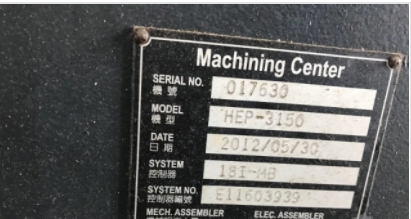 Machining Center
SERIAL NO. 017630
機號
MODEL HEP-3150
機型
DATE 2012/05/30
日期
SYSTEM 18I-MB
控制器
SYSTEM NO. E11603939
控制器編號
MECH. ASSEMBLER ELEC. ASSEMBLER